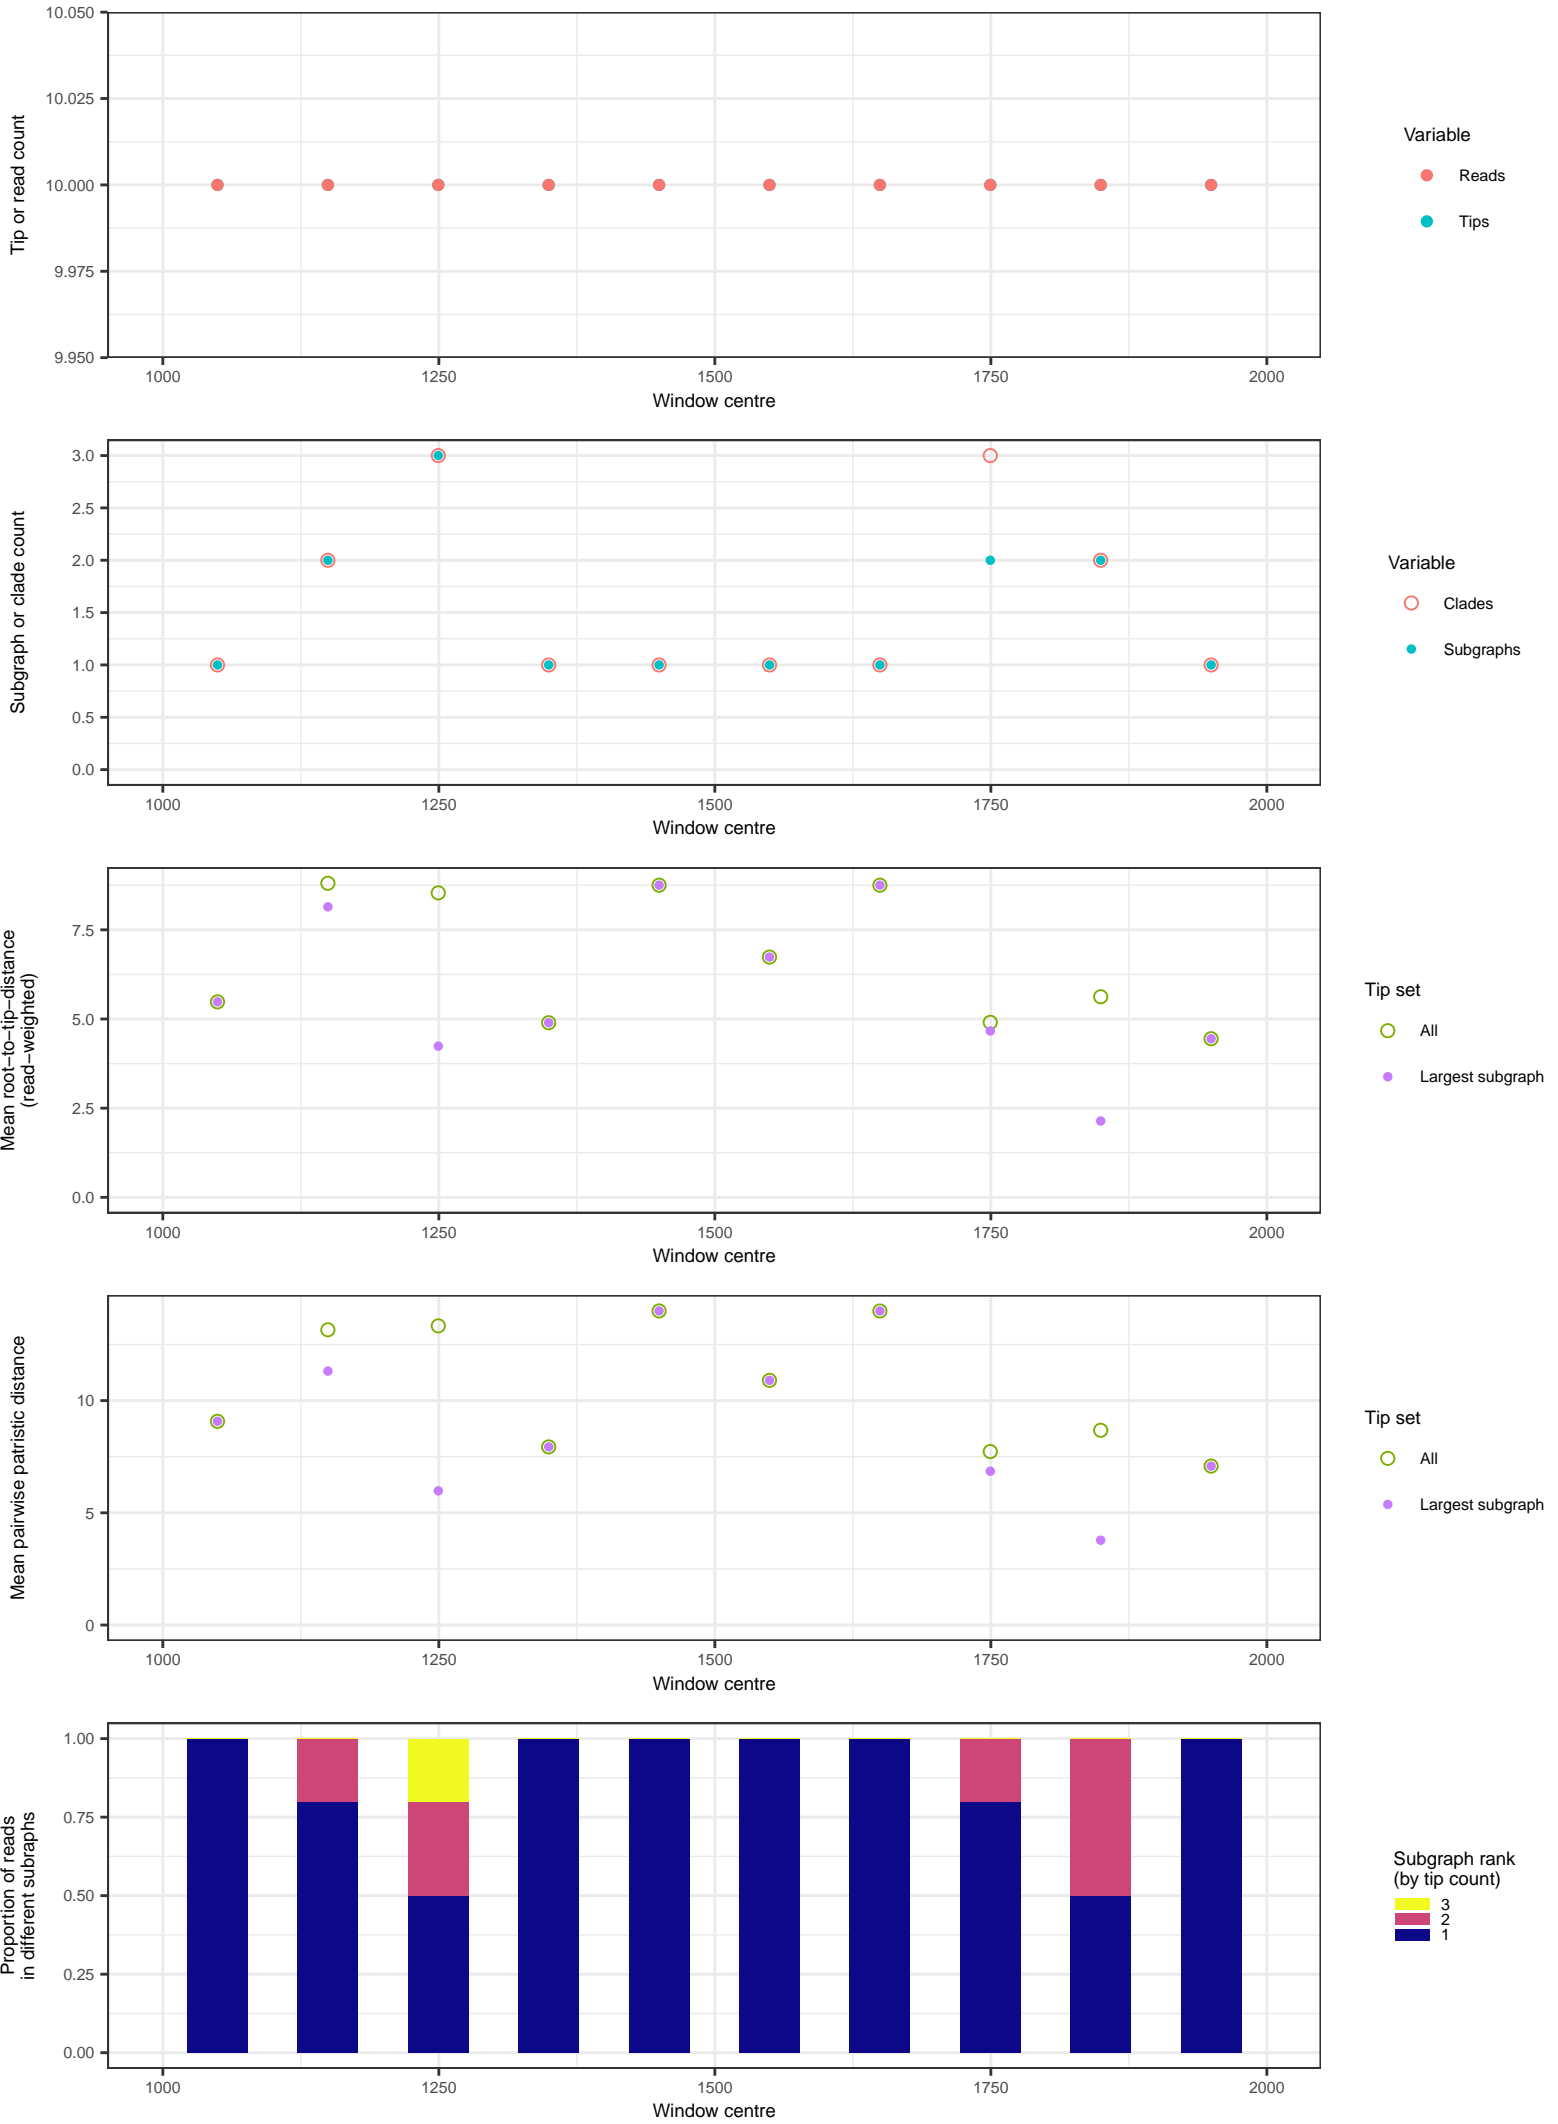 10.050
10.025
10.000
9.975
9.950
Tip or read count
1000 1250 1500 1750 2000
Window centre
Variable
Reads
Tips
3.0
2.5
2.0
1.5
1.0
0.5
0.0
Subgraph or clade count
1000 1250 1500 1750 2000
Window centre
Variable
Clades
Subgraphs
7.5
5.0
2.5
0.0
Mean root−to−tip−distance
(read−weighted)
1000 1250 1500 1750 2000
Window centre
Tip set
All
Largest subgraph
10
5
0
Mean pairwise patristic distance
1000 1250 1500 1750 2000
Window centre
Tip set
All
Largest subgraph
1.00
0.75
0.50
0.25
0.00
Proportion of reads
in different subraphs
1000 1250 1500 1750 2000
Window centre
Subgraph rank
(by tip count)
3
2
1